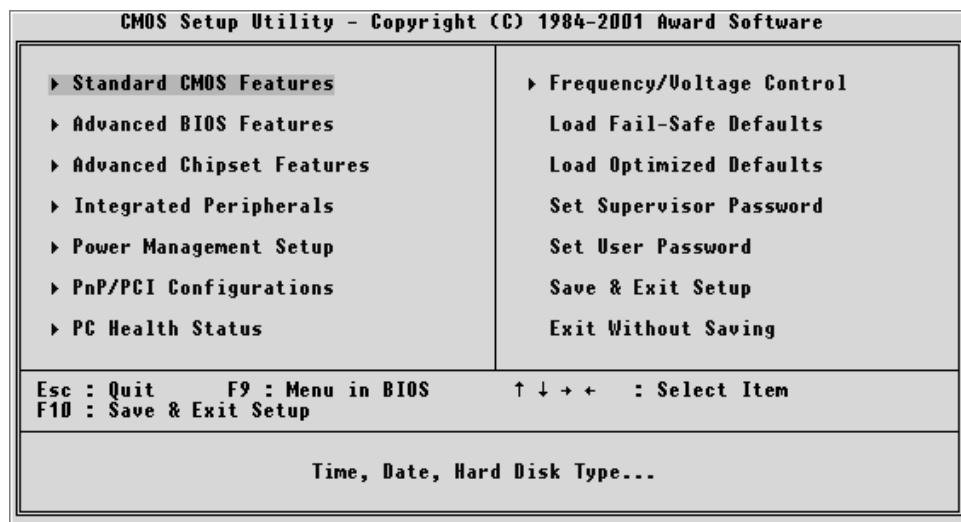 CMOS Setup Utility - Copyright (C) 1984-2001 Award Software
▸ Standard CMOS Features
▸ Advanced BIOS Features
▸ Advanced Chipset Features
▸ Integrated Peripherals
▸ Power Management Setup
▸ PnP/PCI Configurations
▸ PC Health Status
▸ Frequency/Voltage Control
Load Fail-Safe Defaults
Load Optimized Defaults
Set Supervisor Password
Set User Password
Save & Exit Setup
Exit Without Saving
Esc : Quit F9 : Menu in BIOS ↑ ↓ → ← : Select Item
F10 : Save & Exit Setup
Time, Date, Hard Disk Type...